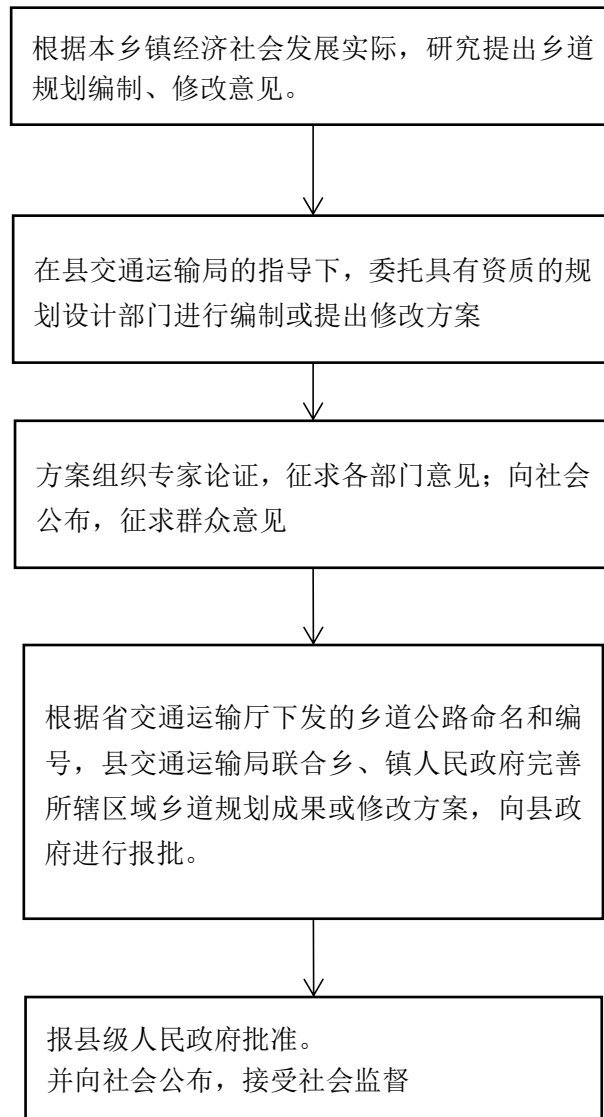 根据本乡镇经济社会发展实际，研究提出乡道
规划编制、修改意见。
在县交通运输局的指导下，委托具有资质的规
划设计部门进行编制或提出修改方案
方案组织专家论证，征求各部门意见；向社会
公布，征求群众意见
根据省交通运输厅下发的乡道公路命名和编
号，县交通运输局联合乡、镇人民政府完善
所辖区域乡道规划成果或修改方案，向县政
府进行报批。
报县级人民政府批准。
并向社会公布，接受社会监督